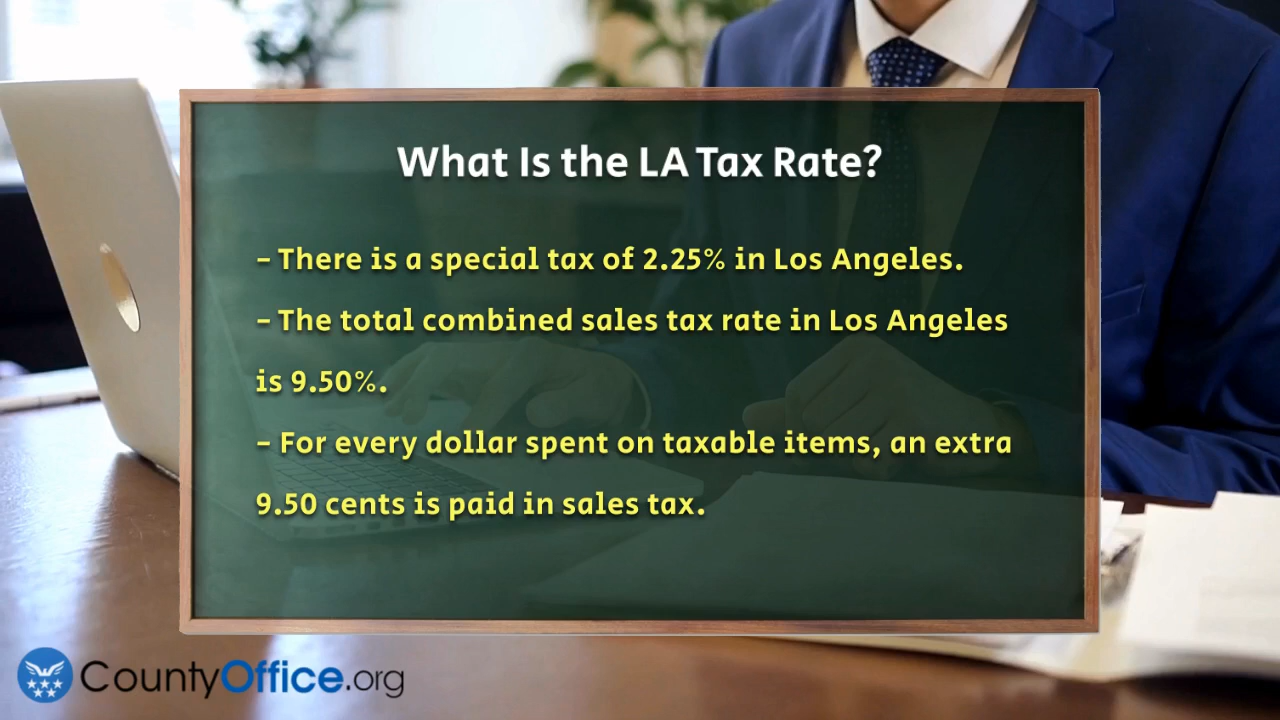 What Is the LA Tax Rate?
– There is a special tax of 2.25% in Los Angeles.
– The total combined sales tax rate in Los Angeles
is 9.50%.
– For every dollar spent on taxable items, an extra
9.50 cents is paid in sales tax.
CountyOffice.org